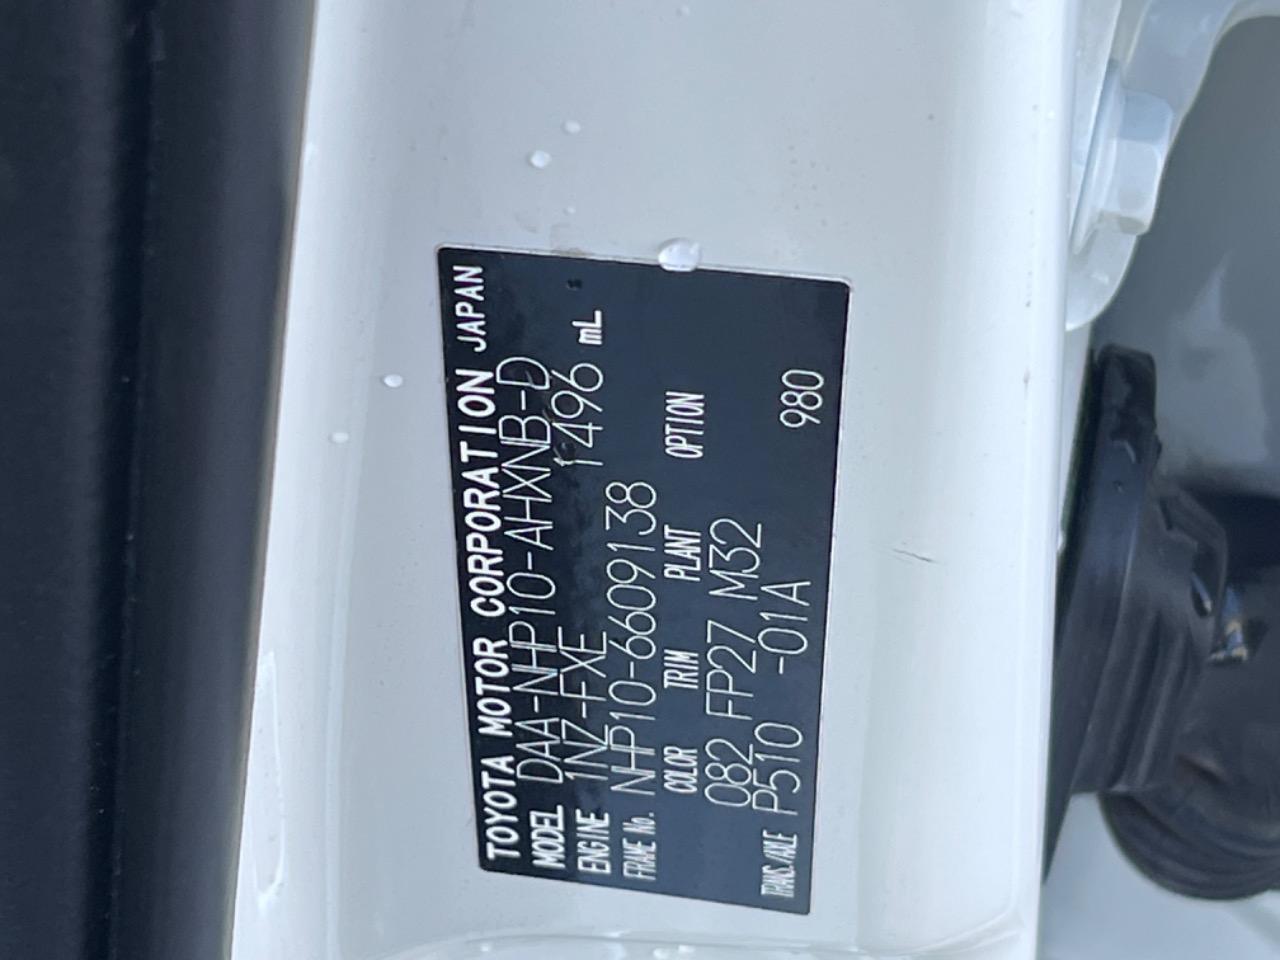 TOYOTA MOTOR CORPORATION JAPAN
MODEL DAA-NHP10-AHXNB-D
ENGINE 1NZ-FXE 1496 mL
FRAME No. NHP10-6609138
COLOR TRIM PLANT OPTION
082 FP27 M32
TRANS./AXLE P510 -01A 980